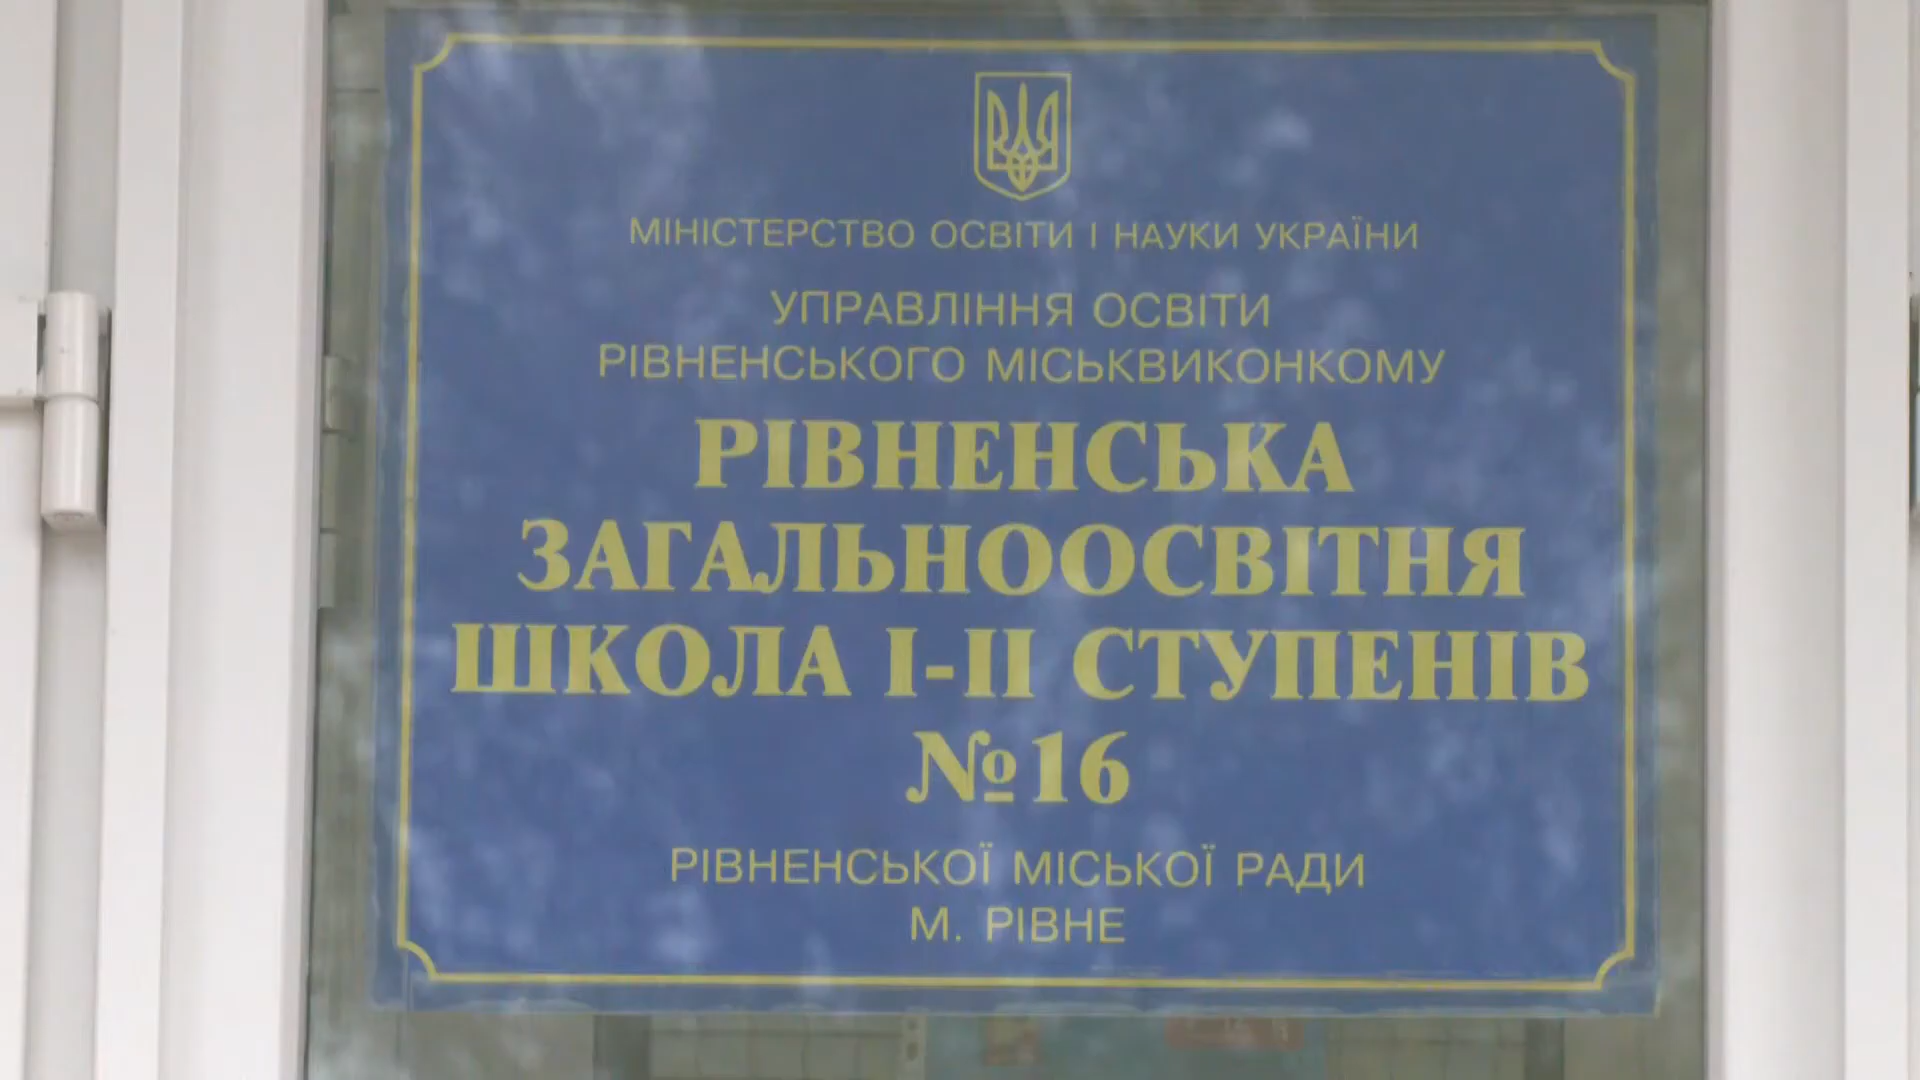 МІНІСТЕРСТВО ОСВІТИ І НАУКИ УКРАЇНИ
УПРАВЛІННЯ ОСВІТИ
РІВНЕНСЬКОГО МІСЬКВИКОНКОМУ
РІВНЕНСЬКА
ЗАГАЛЬНООСВІТНЯ
ШКОЛА І-ІІ СТУПЕНІВ
№16
РІВНЕНСЬКОЇ МІСЬКОЇ РАДИ
М. РІВНЕ